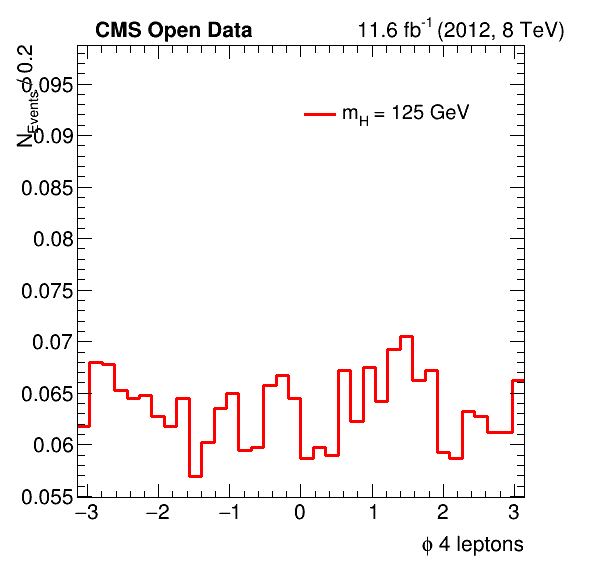 CMS Open Data 11.6 fb⁻¹ (2012, 8 TeV)
N_Events / 0.2
m_H = 125 GeV
0.095
0.09
0.085
0.08
0.075
0.07
0.065
0.06
0.055
−3 −2 −1 0 1 2 3
ϕ 4 leptons